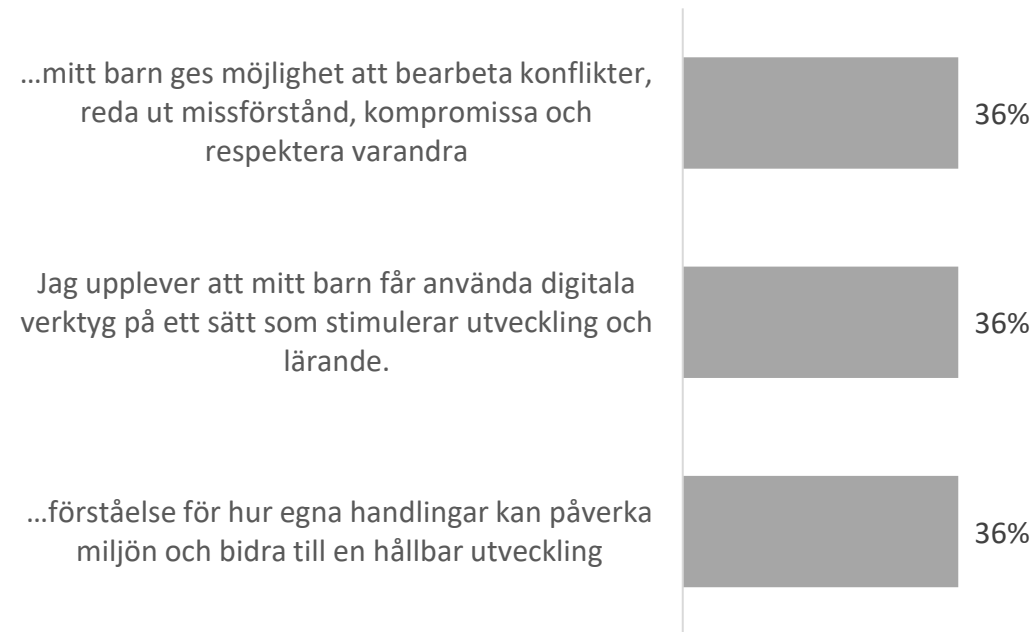 …mitt barn ges möjlighet att bearbeta konflikter,
reda ut missförstånd, kompromissa och
respektera varandra
36%
Jag upplever att mitt barn får använda digitala
verktyg på ett sätt som stimulerar utveckling och
lärande.
36%
…förståelse för hur egna handlingar kan påverka
miljön och bidra till en hållbar utveckling
36%